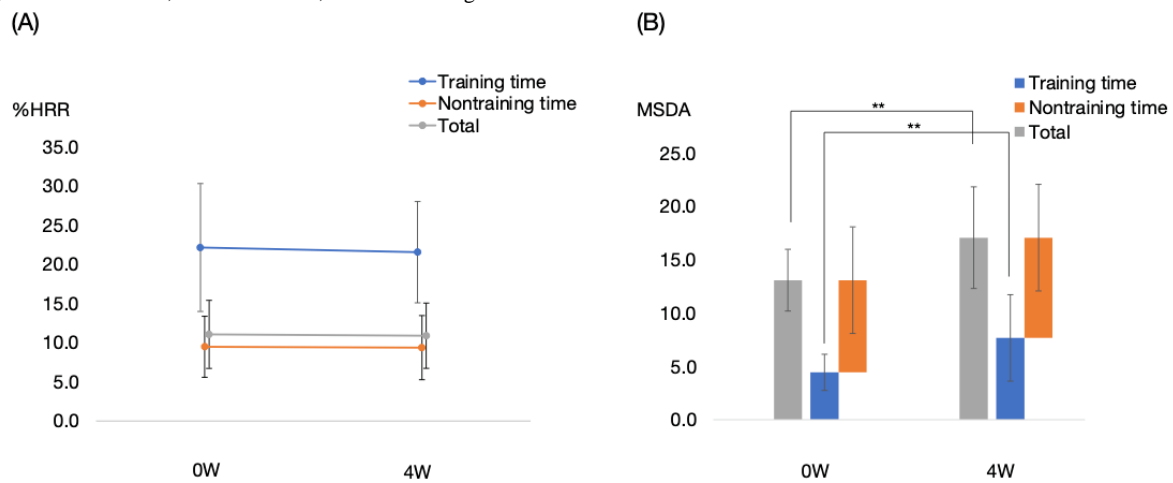 (A)
Training time
Nontraining time
Total
%HRR
35.0
30.0
25.0
20.0
15.0
10.0
5.0
0.0
0W 4W
(B)
Training time
Nontraining time
Total
MSDA
**
**
25.0
20.0
15.0
10.0
5.0
0.0
0W 4W